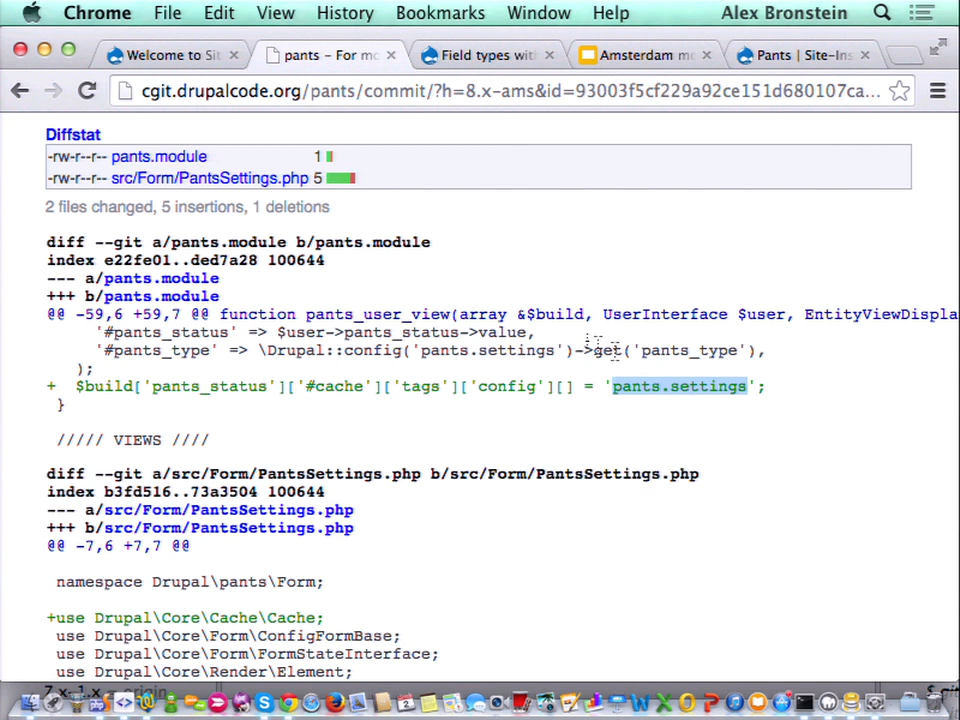 Chrome File Edit View History Bookmarks Window Help Alex Bronstein
Welcome to Sit
pants – For mo
Field types with
Amsterdam mo
Pants | Site-Ins
cgit.drupalcode.org/pants/commit/?h=8.x-ams&id=93003f5cf229a92ce151d680107ca...
Diffstat
-rw-r--r-- pants.module 1
-rw-r--r-- src/Form/PantsSettings.php 5
2 files changed, 5 insertions, 1 deletions
diff --git a/pants.module b/pants.module
index e22fe01..ded7a28 100644
--- a/pants.module
+++ b/pants.module
@@ -59,6 +59,7 @@ function pants_user_view(array &$build, UserInterface $user, EntityViewDispla
'#pants_status' => $user->pants_status->value,
'#pants_type' => \Drupal::config('pants.settings')->get('pants_type'),
);
+ $build['pants_status']['#cache']['tags']['config'][] = 'pants.settings';
}
///// VIEWS ////
diff --git a/src/Form/PantsSettings.php b/src/Form/PantsSettings.php
index b3fd516..73a3504 100644
--- a/src/Form/PantsSettings.php
+++ b/src/Form/PantsSettings.php
@@ -7,6 +7,7 @@
namespace Drupal\pants\Form;
+use Drupal\Core\Cache\Cache;
use Drupal\Core\Form\ConfigFormBase;
use Drupal\Core\Form\FormStateInterface;
use Drupal\Core\Render\Element;